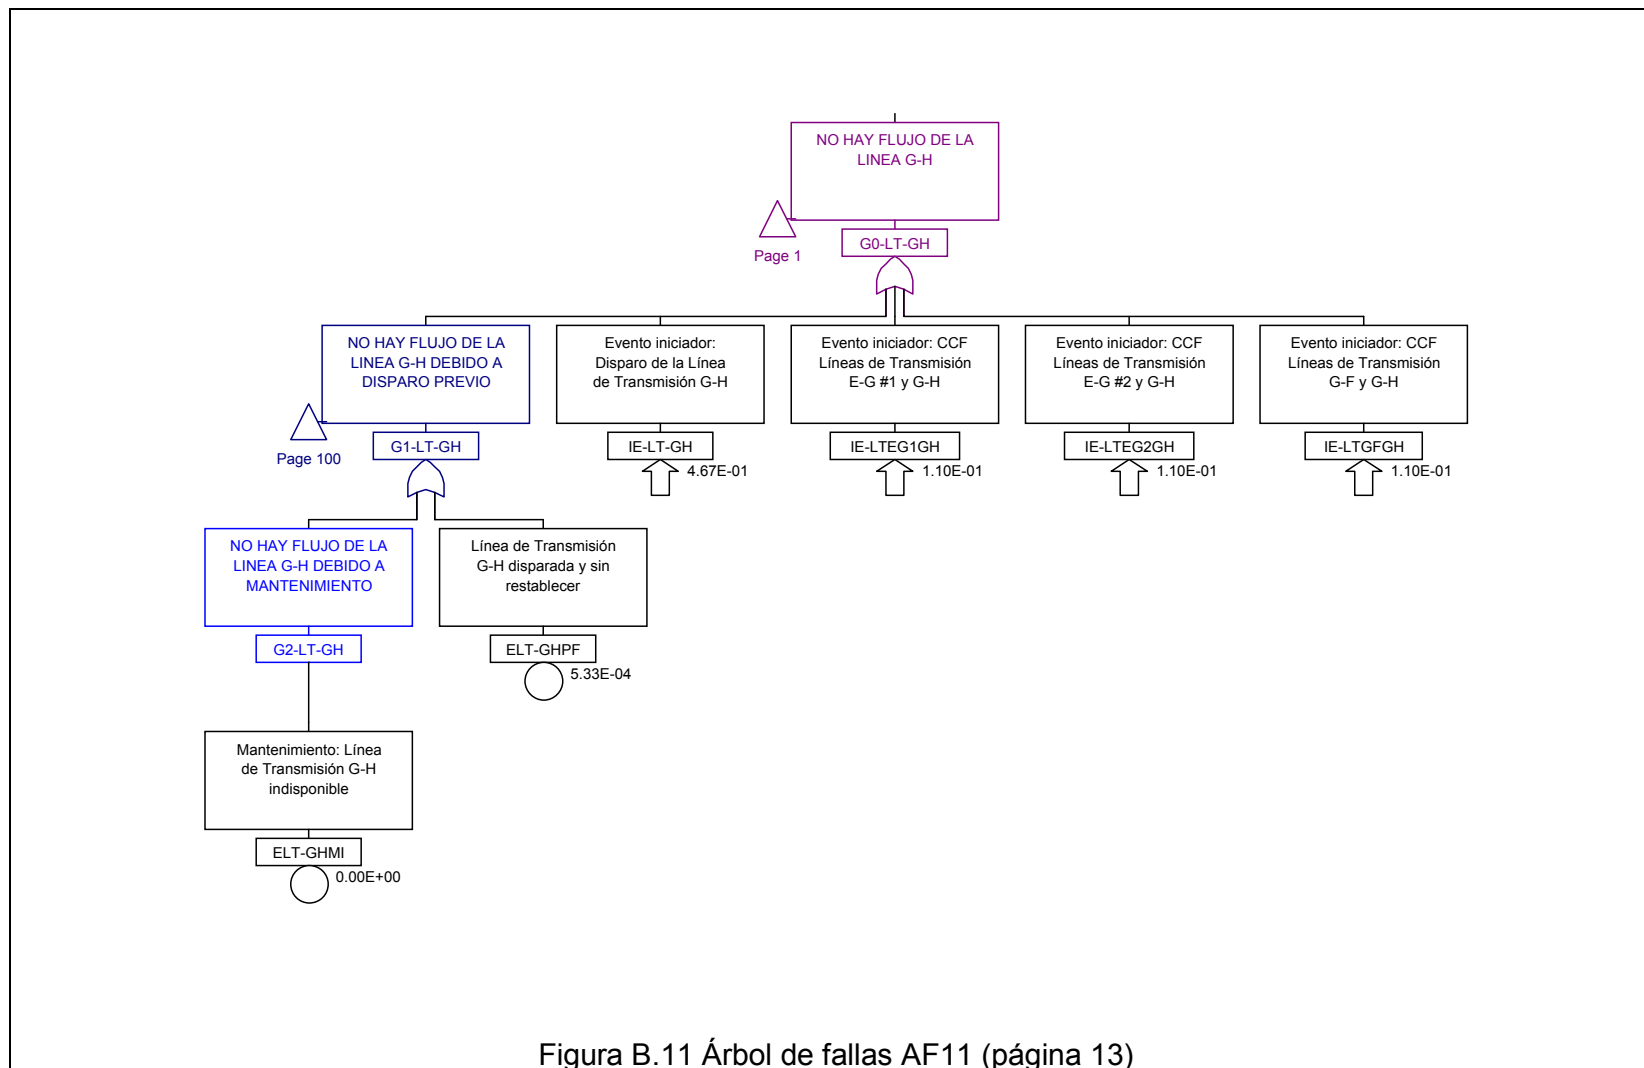 NO HAY FLUJO DE LA
LINEA G-H
Page 1
G0-LT-GH
NO HAY FLUJO DE LA
LINEA G-H DEBIDO A
DISPARO PREVIO
Page 100
G1-LT-GH
Evento iniciador:
Disparo de la Línea
de Transmisión G-H
IE-LT-GH
4.67E-01
Evento iniciador: CCF
Líneas de Transmisión
E-G #1 y G-H
IE-LTEG1GH
1.10E-01
Evento iniciador: CCF
Líneas de Transmisión
E-G #2 y G-H
IE-LTEG2GH
1.10E-01
Evento iniciador: CCF
Líneas de Transmisión
G-F y G-H
IE-LTGFGH
1.10E-01
NO HAY FLUJO DE LA
LINEA G-H DEBIDO A
MANTENIMIENTO
G2-LT-GH
Línea de Transmisión
G-H disparada y sin
restablecer
ELT-GHPF
5.33E-04
Mantenimiento: Línea
de Transmisión G-H
indisponible
ELT-GHMI
0.00E+00
Figura B.11 Árbol de fallas AF11 (página 13)